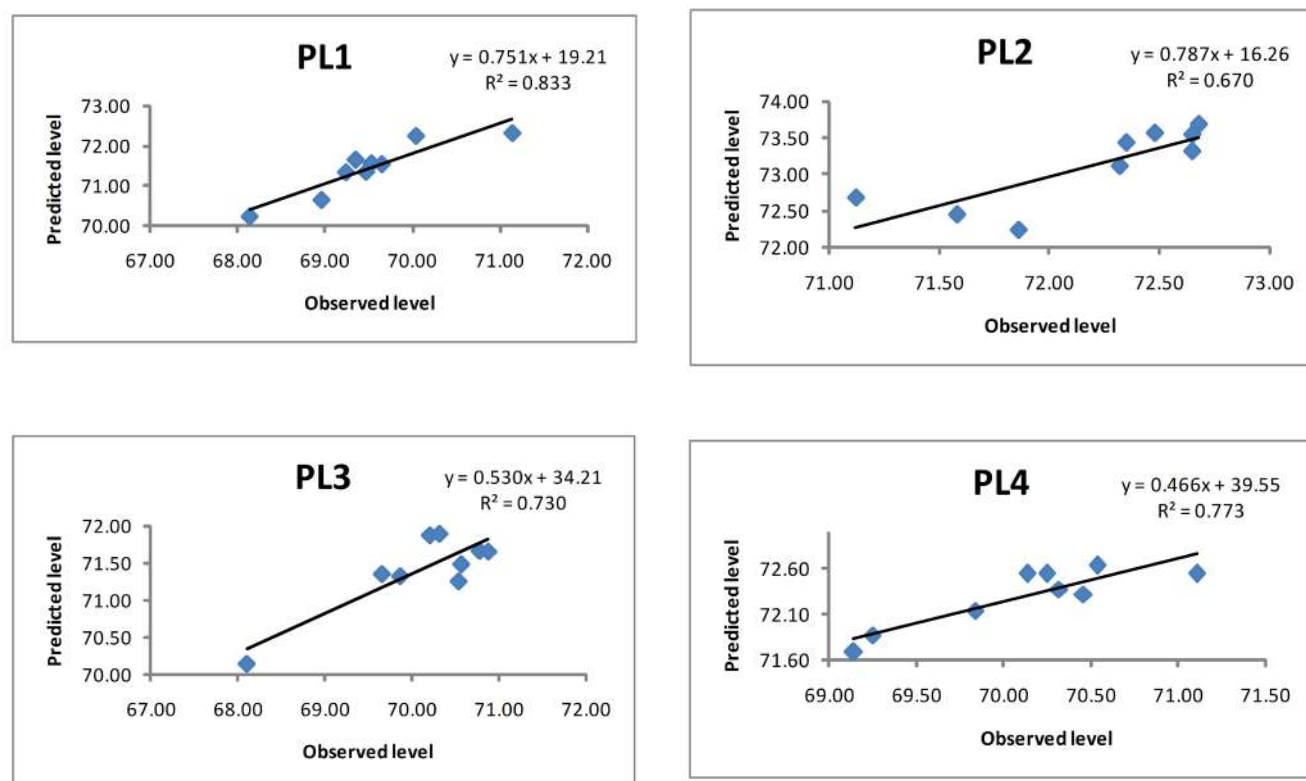 PL1
y = 0.751x + 19.21
R² = 0.833
Predicted level
73.00
72.00
71.00
70.00
67.00 68.00 69.00 70.00 71.00 72.00
Observed level
PL2
y = 0.787x + 16.26
R² = 0.670
Predicted level
74.00
73.50
73.00
72.50
72.00
71.00 71.50 72.00 72.50 73.00
Observed level
PL3
y = 0.530x + 34.21
R² = 0.730
Predicted level
72.00
71.50
71.00
70.50
70.00
67.00 68.00 69.00 70.00 71.00 72.00
Observed level
PL4
y = 0.466x + 39.55
R² = 0.773
Predicted level
72.60
72.10
71.60
69.00 69.50 70.00 70.50 71.00 71.50
Observed level